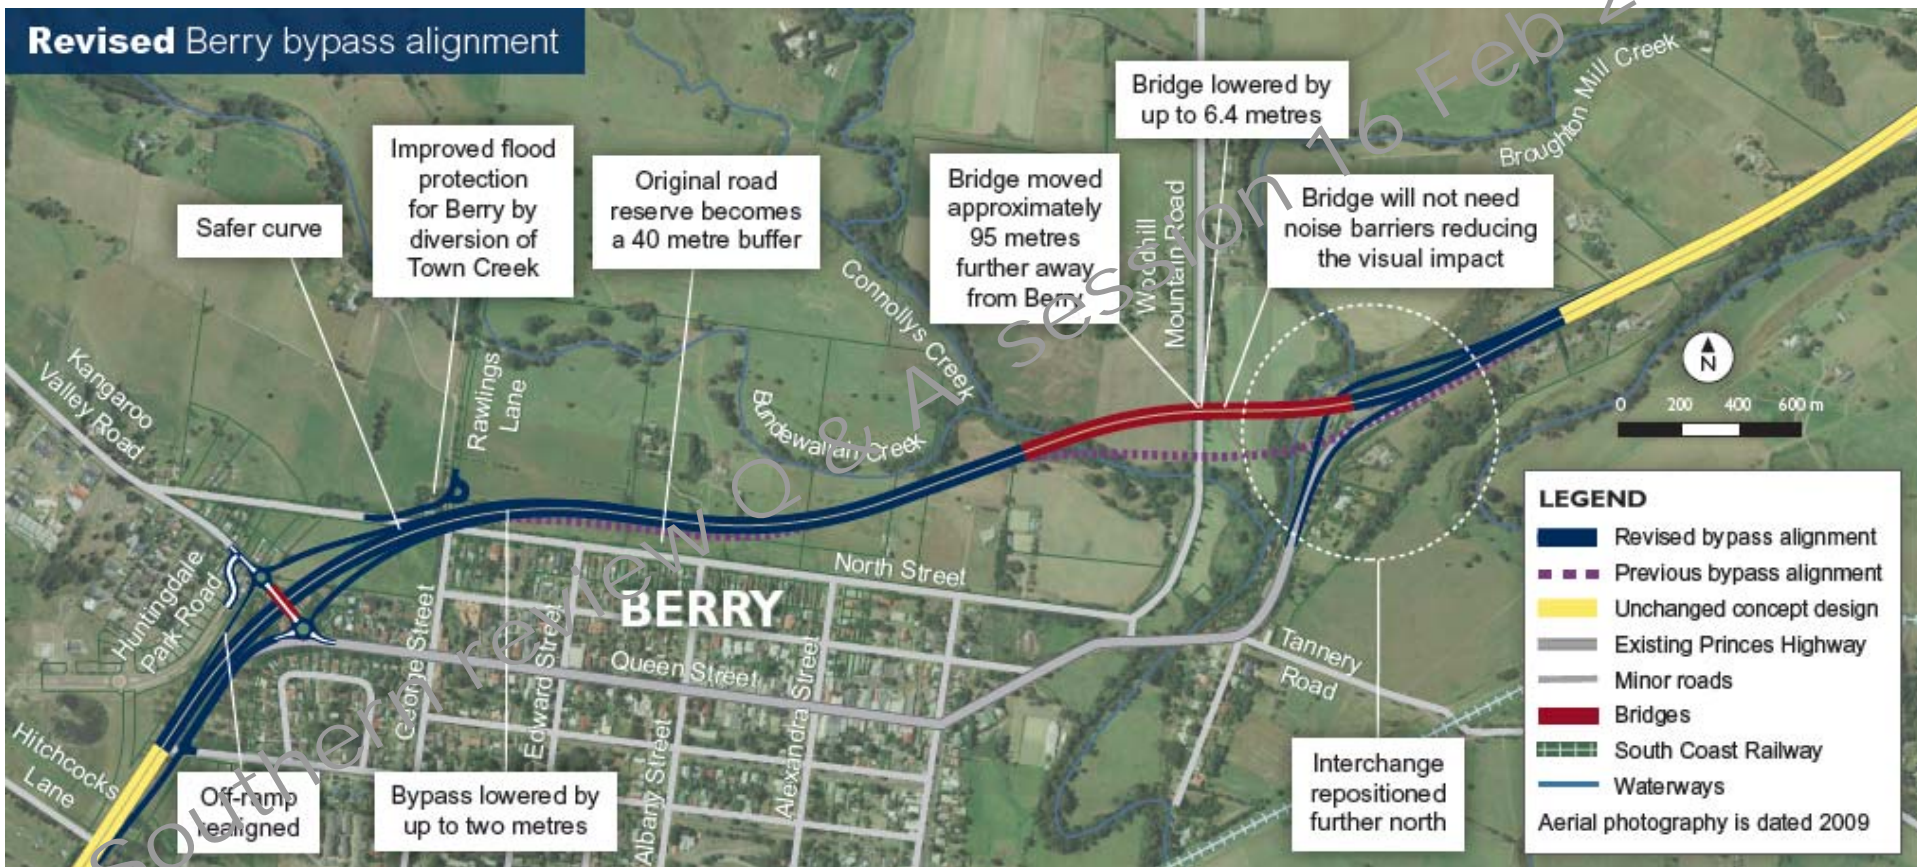 Revised Berry bypass alignment
Safer curve
Improved flood
protection
for Berry by
diversion of
Town Creek
Original road
reserve becomes
a 40 metre buffer
Bridge moved
approximately
95 metres
further away
from Berry
Bridge lowered by
up to 6.4 metres
Bridge will not need
noise barriers reducing
the visual impact
Broughton Mill Creek
Woodhill
Mountain Road
Connollys Creek
Bundewallah Creek
Kangaroo
Valley Road
Rawlings
Lane
Huntingdale
Park Road
Hitchcocks
Lane
George Street
Edward Street
Albany Street
Alexandra Street
North Street
BERRY
Queen Street
Tannery
Road
Off-ramp
realigned
Bypass lowered by
up to two metres
Interchange
repositioned
further north
N
0 200 400 600 m
LEGEND
Revised bypass alignment
Previous bypass alignment
Unchanged concept design
Existing Princes Highway
Minor roads
Bridges
South Coast Railway
Waterways
Aerial photography is dated 2009
Southern review Q & A session 16 Feb